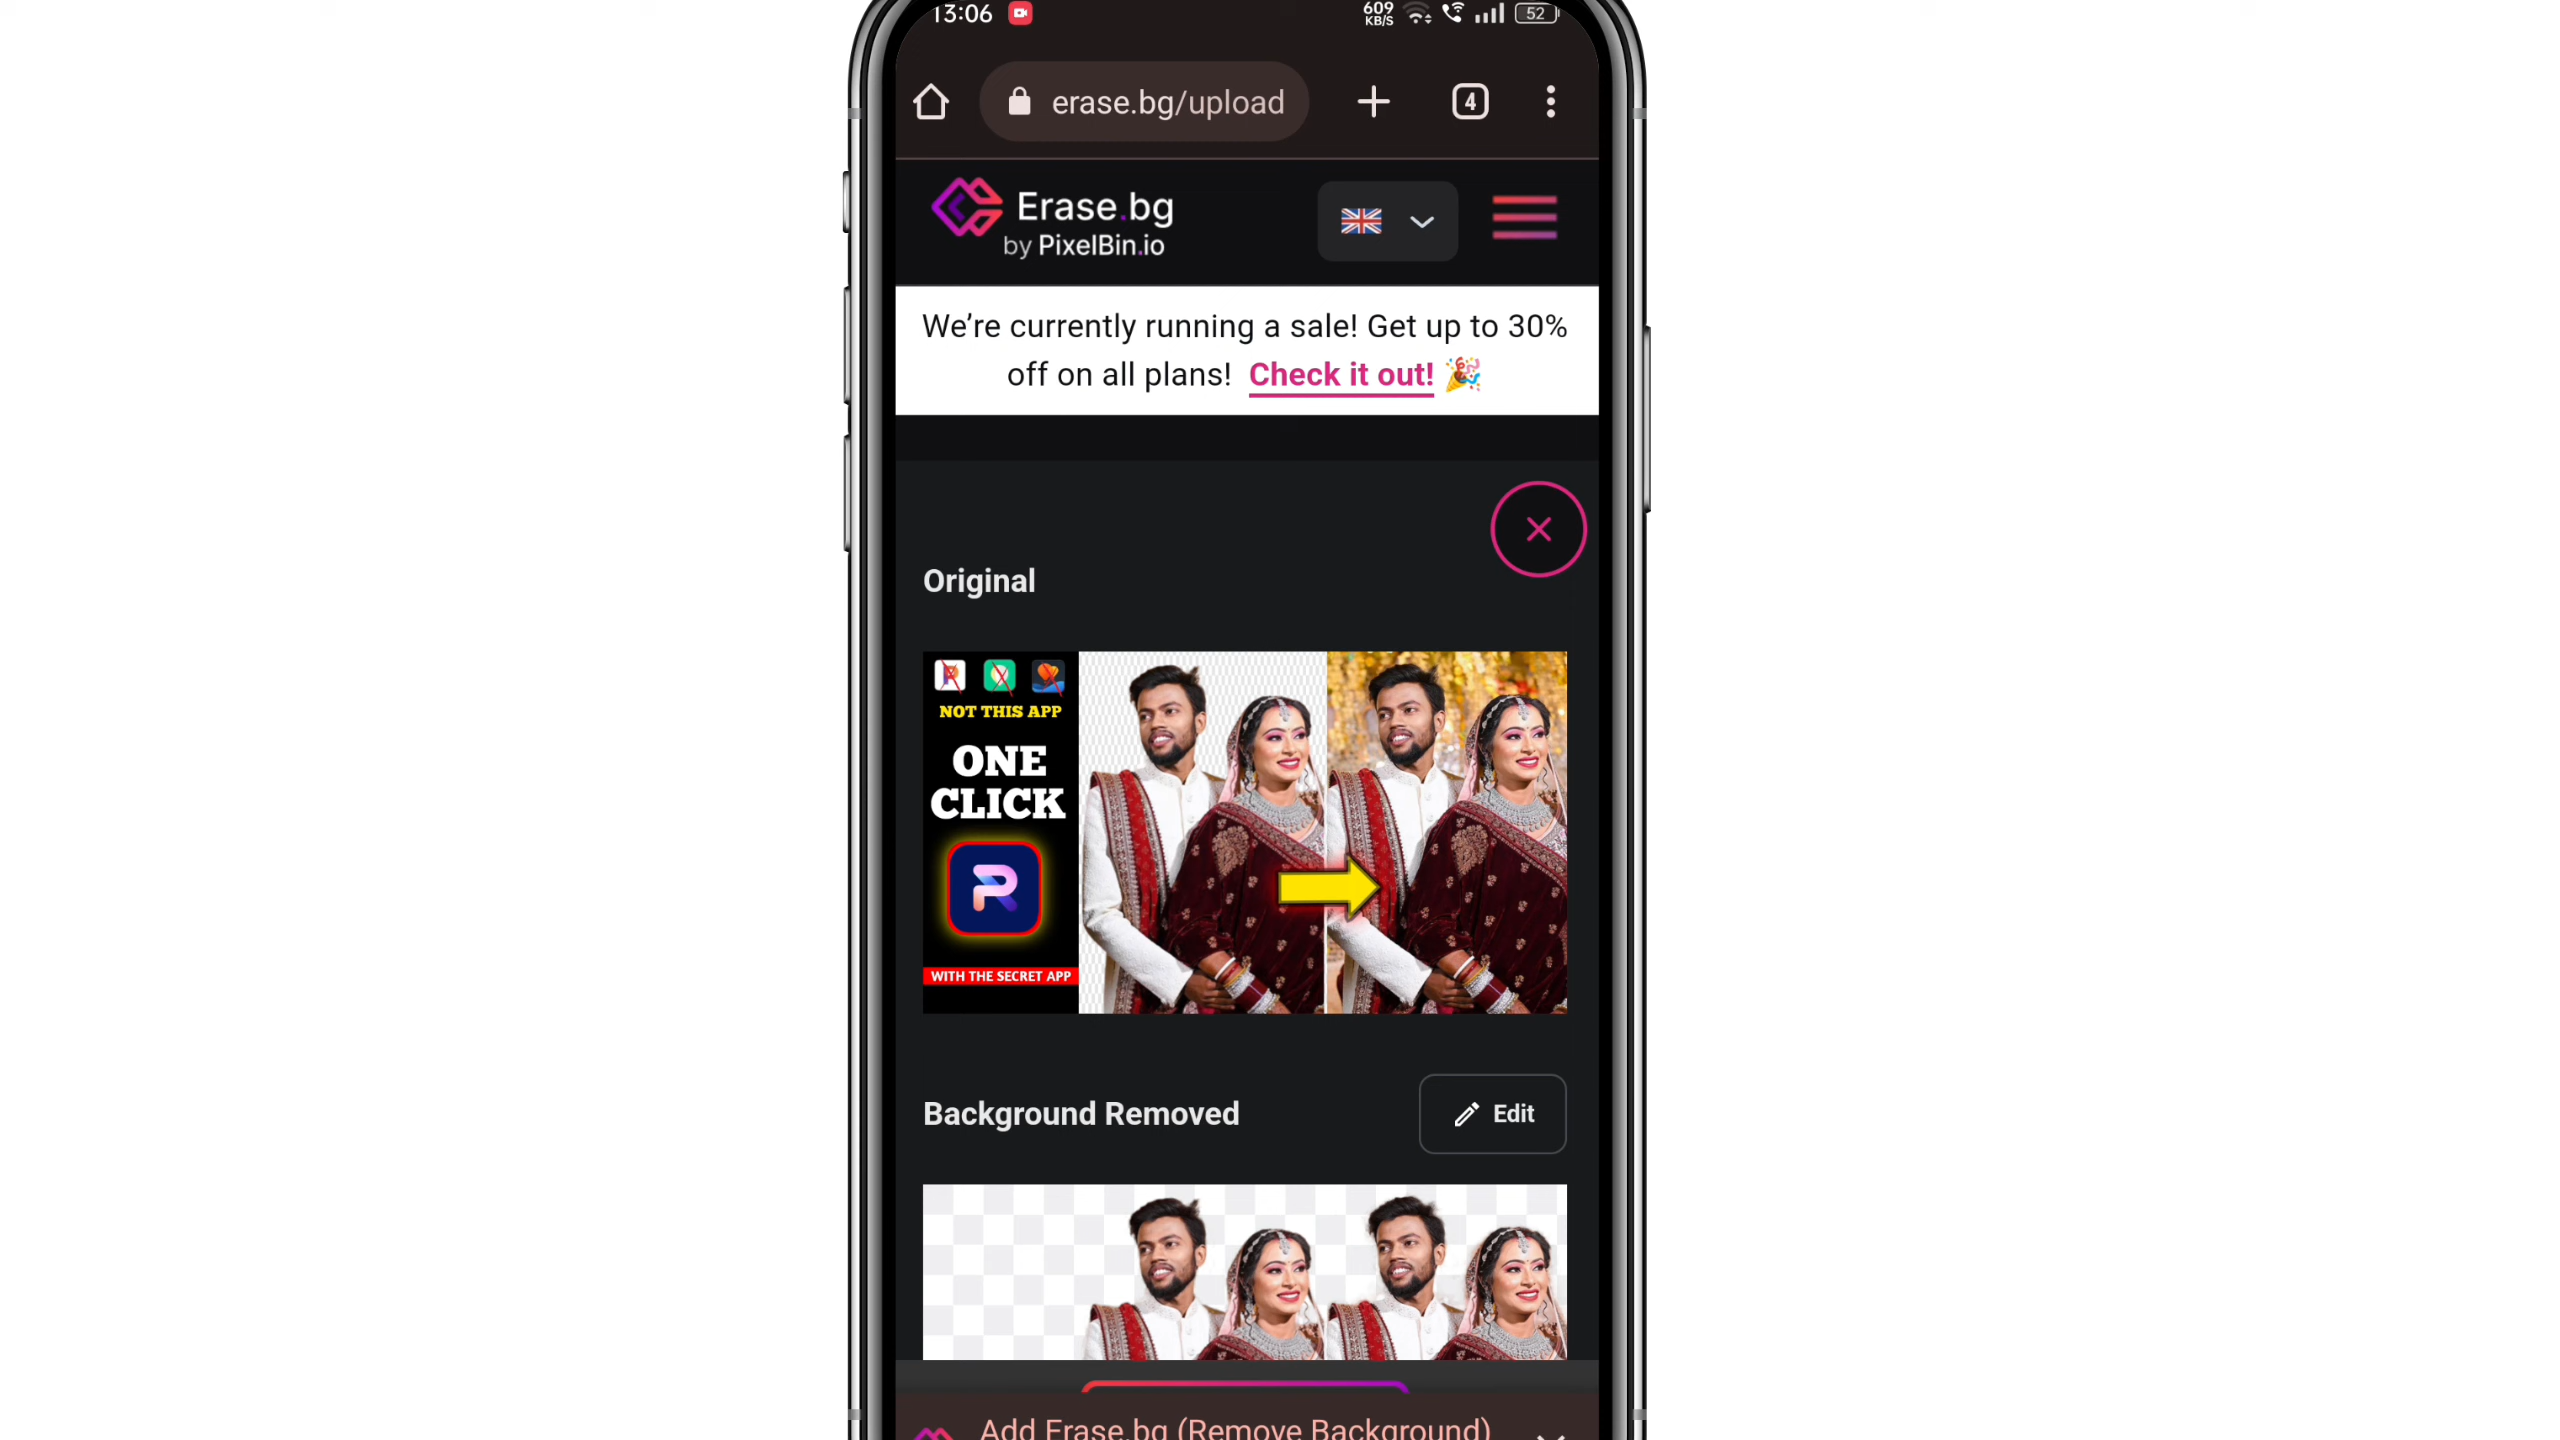 13:06
609
KB/S
52
erase.bg/upload
4
Erase.bg
by PixelBin.io
We're currently running a sale! Get up to 30%
off on all plans! Check it out! 🎉
Original
NOT THIS APP
ONE
CLICK
WITH THE SECRET APP
Background Removed
Edit
Add Erase.bg (Remove Background)